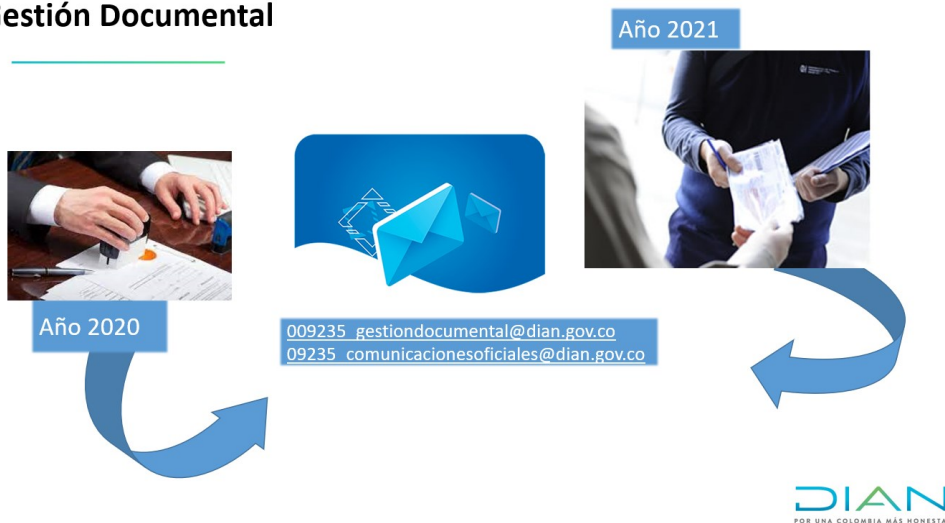 Gestión Documental
Año 2021
Año 2020
009235_gestiondocumental@dian.gov.co
09235_comunicacionesoficiales@dian.gov.co
DIAN
POR UNA COLOMBIA MÁS HONESTA